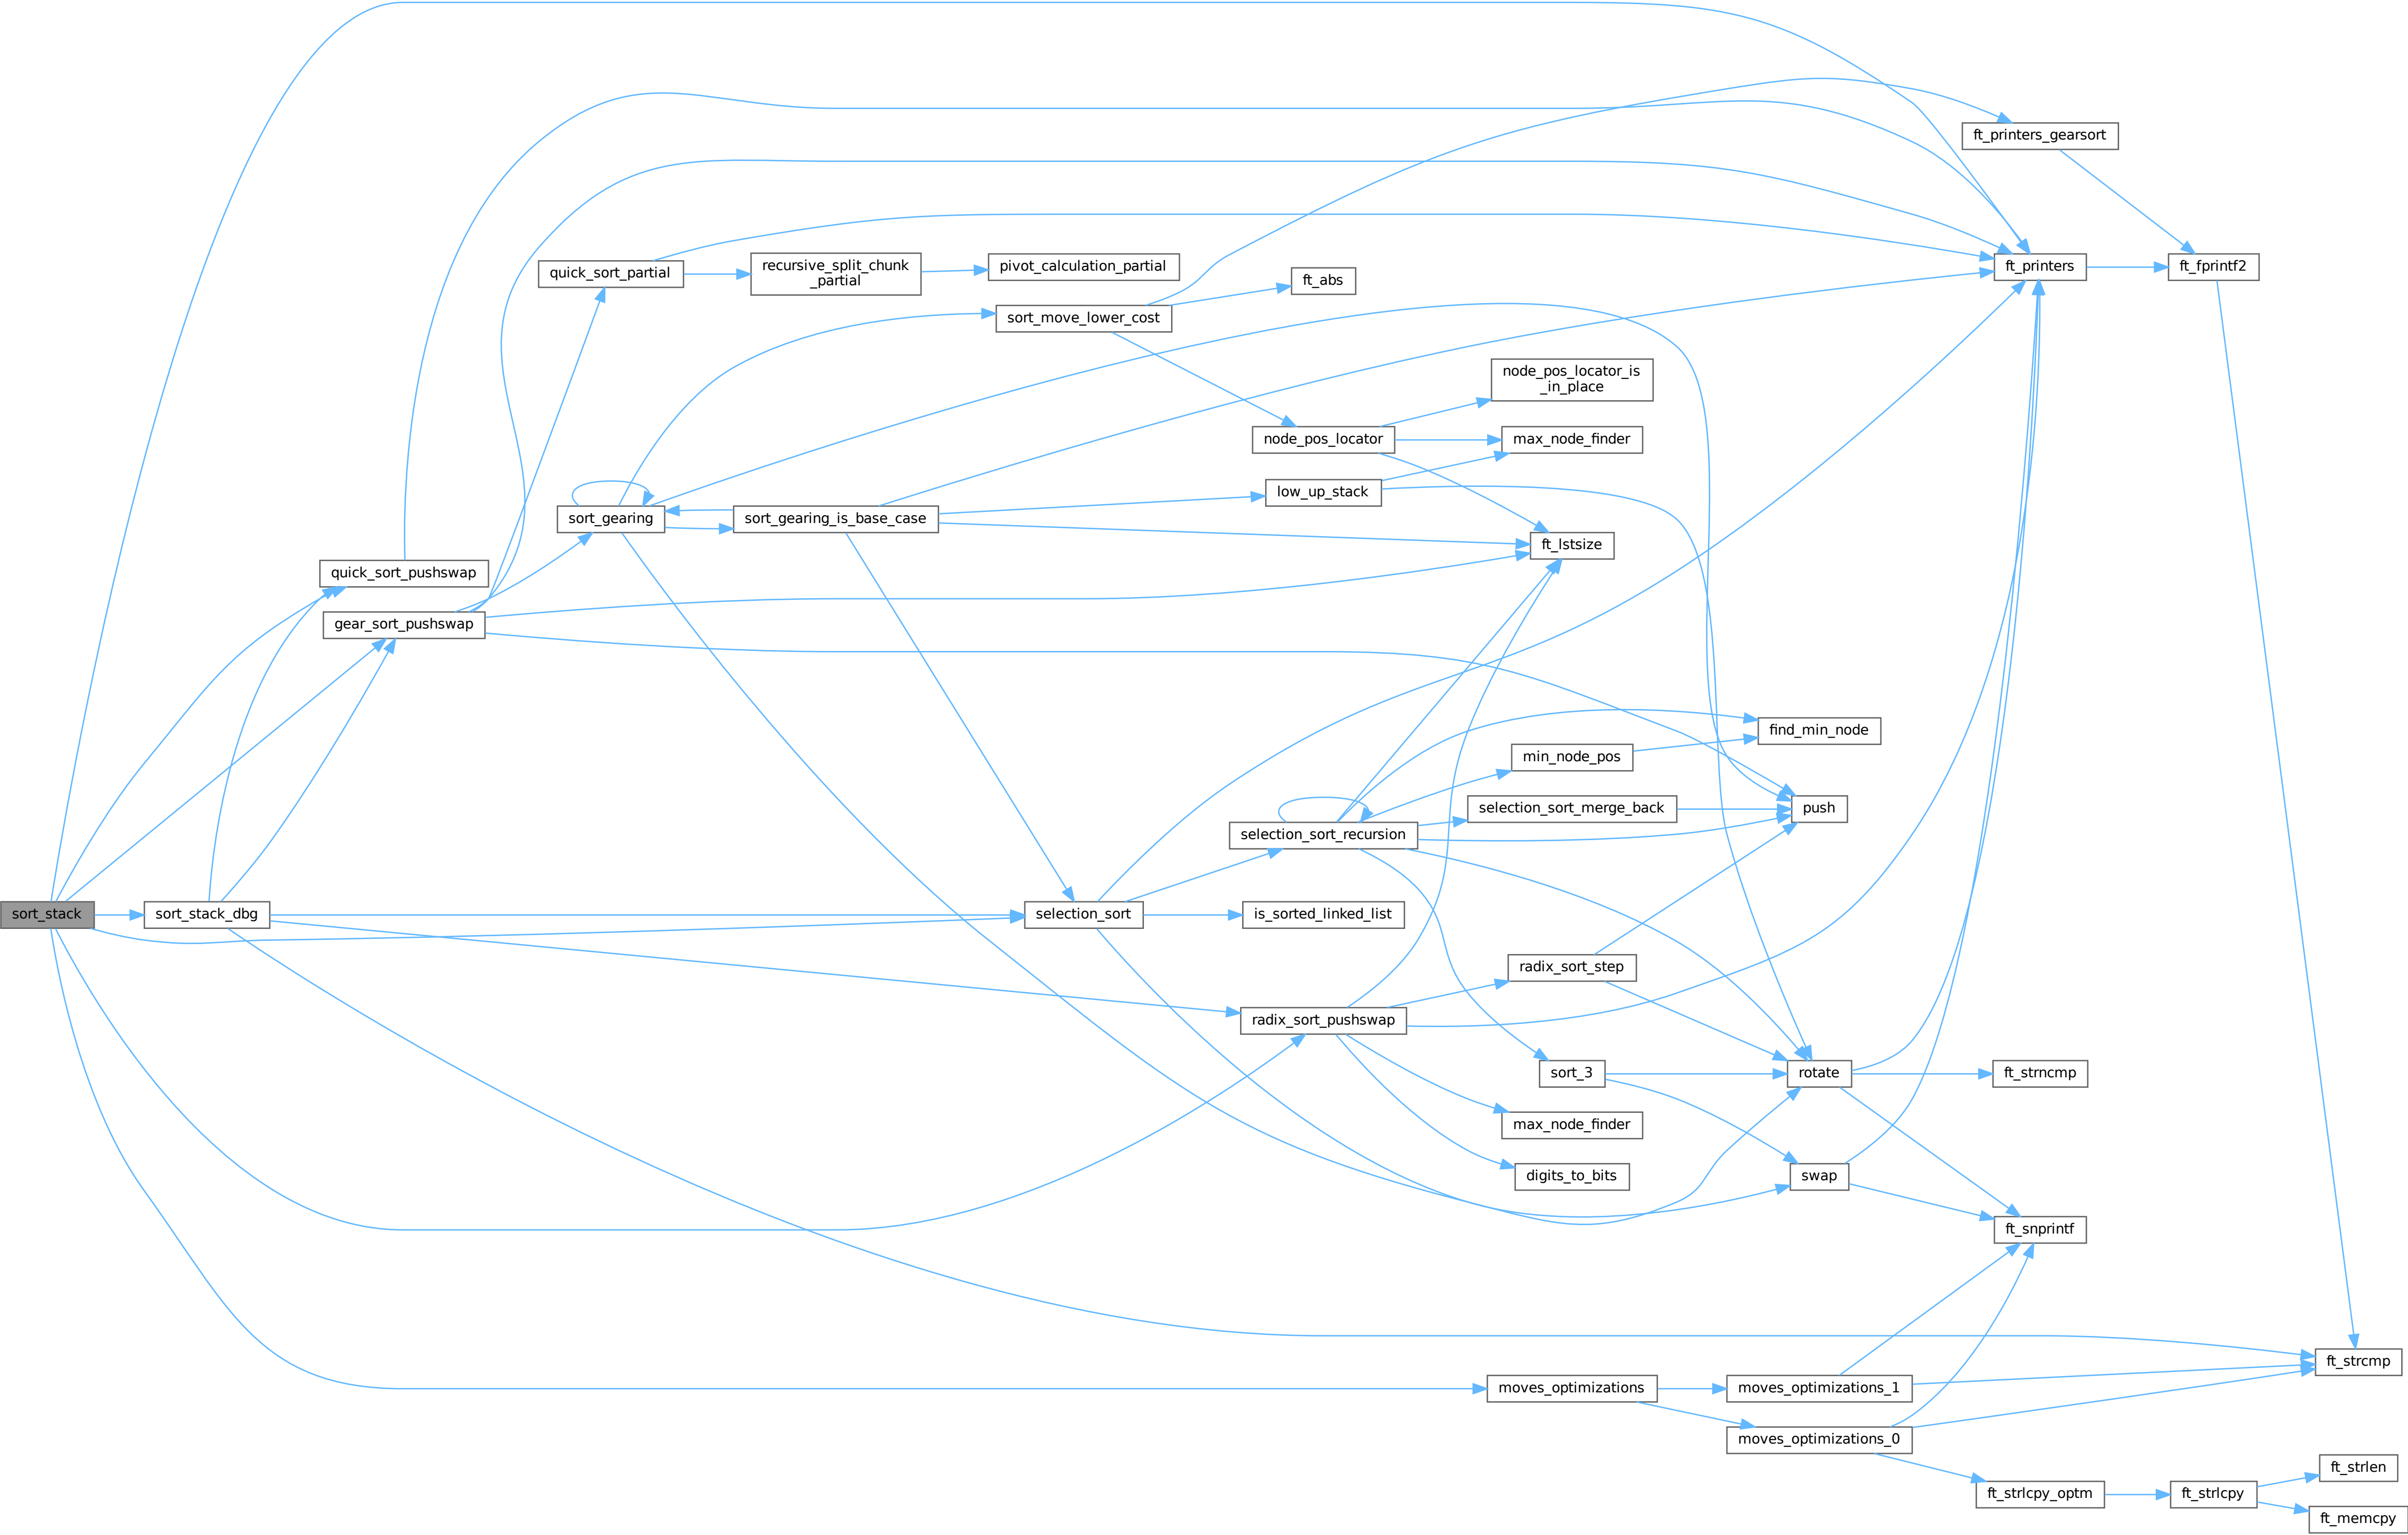 ft_printers_gearsort
ft_printers
ft_fprintf2
quick_sort_partial
recursive_split_chunk
_partial
pivot_calculation_partial
ft_abs
sort_move_lower_cost
node_pos_locator_is
_in_place
node_pos_locator
max_node_finder
low_up_stack
sort_gearing
sort_gearing_is_base_case
ft_lstsize
quick_sort_pushswap
gear_sort_pushswap
find_min_node
min_node_pos
selection_sort_merge_back
push
selection_sort_recursion
sort_stack
sort_stack_dbg
selection_sort
is_sorted_linked_list
radix_sort_step
radix_sort_pushswap
sort_3
rotate
ft_strncmp
max_node_finder
digits_to_bits
swap
ft_snprintf
ft_strcmp
moves_optimizations
moves_optimizations_1
moves_optimizations_0
ft_strlen
ft_strlcpy_optm
ft_strlcpy
ft_memcpy